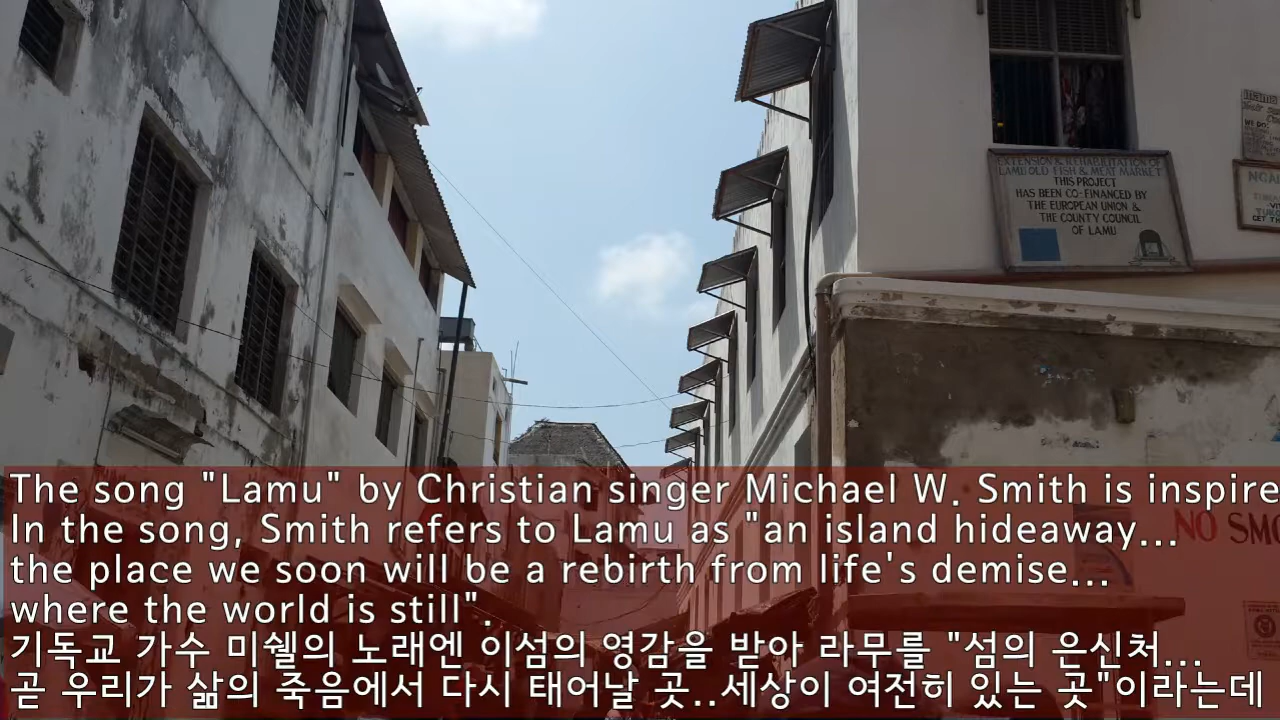 EXTENSION & REHABILITATION OF
LAMU OLD FISH & MEAT MARKET
THIS PROJECT
HAS BEEN CO-FINANCED BY
THE EUROPEAN UNION &
THE COUNTY COUNCIL
OF LAMU
WE DO:
The song "Lamu" by Christian singer Michael W. Smith is inspire
In the song, Smith refers to Lamu as "an island hideaway...
the place we soon will be a rebirth from life's demise...
where the world is still".
기독교 가수 미쉘의 노래엔 이섬의 영감을 받아 라무를 "섬의 은신처...
곧 우리가 삶의 죽음에서 다시 태어날 곳..세상이 여전히 있는 곳"이라는데
NO SMO